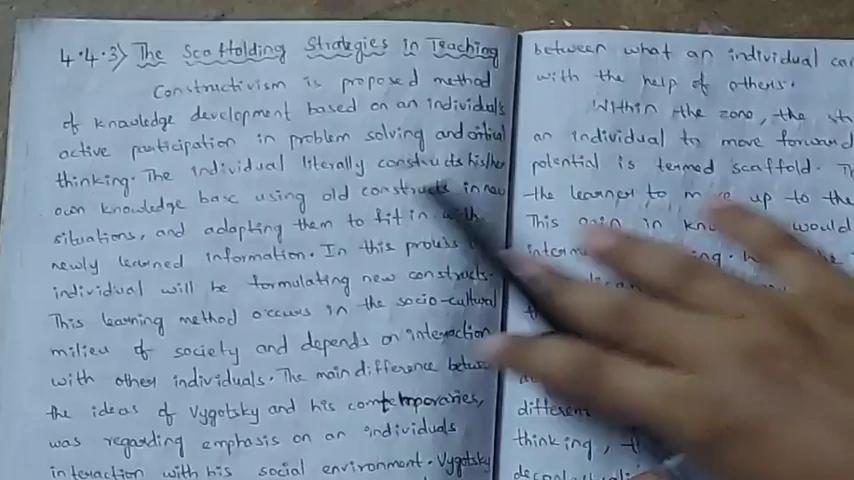 4.4.3) The Scaffolding Strategies in Teaching
Constructivism is proposed method
of knowledge development based on an individuals
active participation in problem solving and critical
thinking. The individual literally constructs his/her
own knowledge base using old constructs in new
situations, and adapting them to fit in with
newly learned information. In this process
individual will be formulating new constructs.
This learning method occurs in the socio-cultural
milieu of society and depends on interaction
with other individuals. The main difference between
the ideas of Vygotsky and his contemporaries,
was regarding emphasis on an individuals
interaction with his social environment. Vygotsky
between what an individual can
with the help of others.
Within the zone, the
an individual to move forward
potential is termed scaffold.
the learner to up to the
This gain in would
different
thinking,